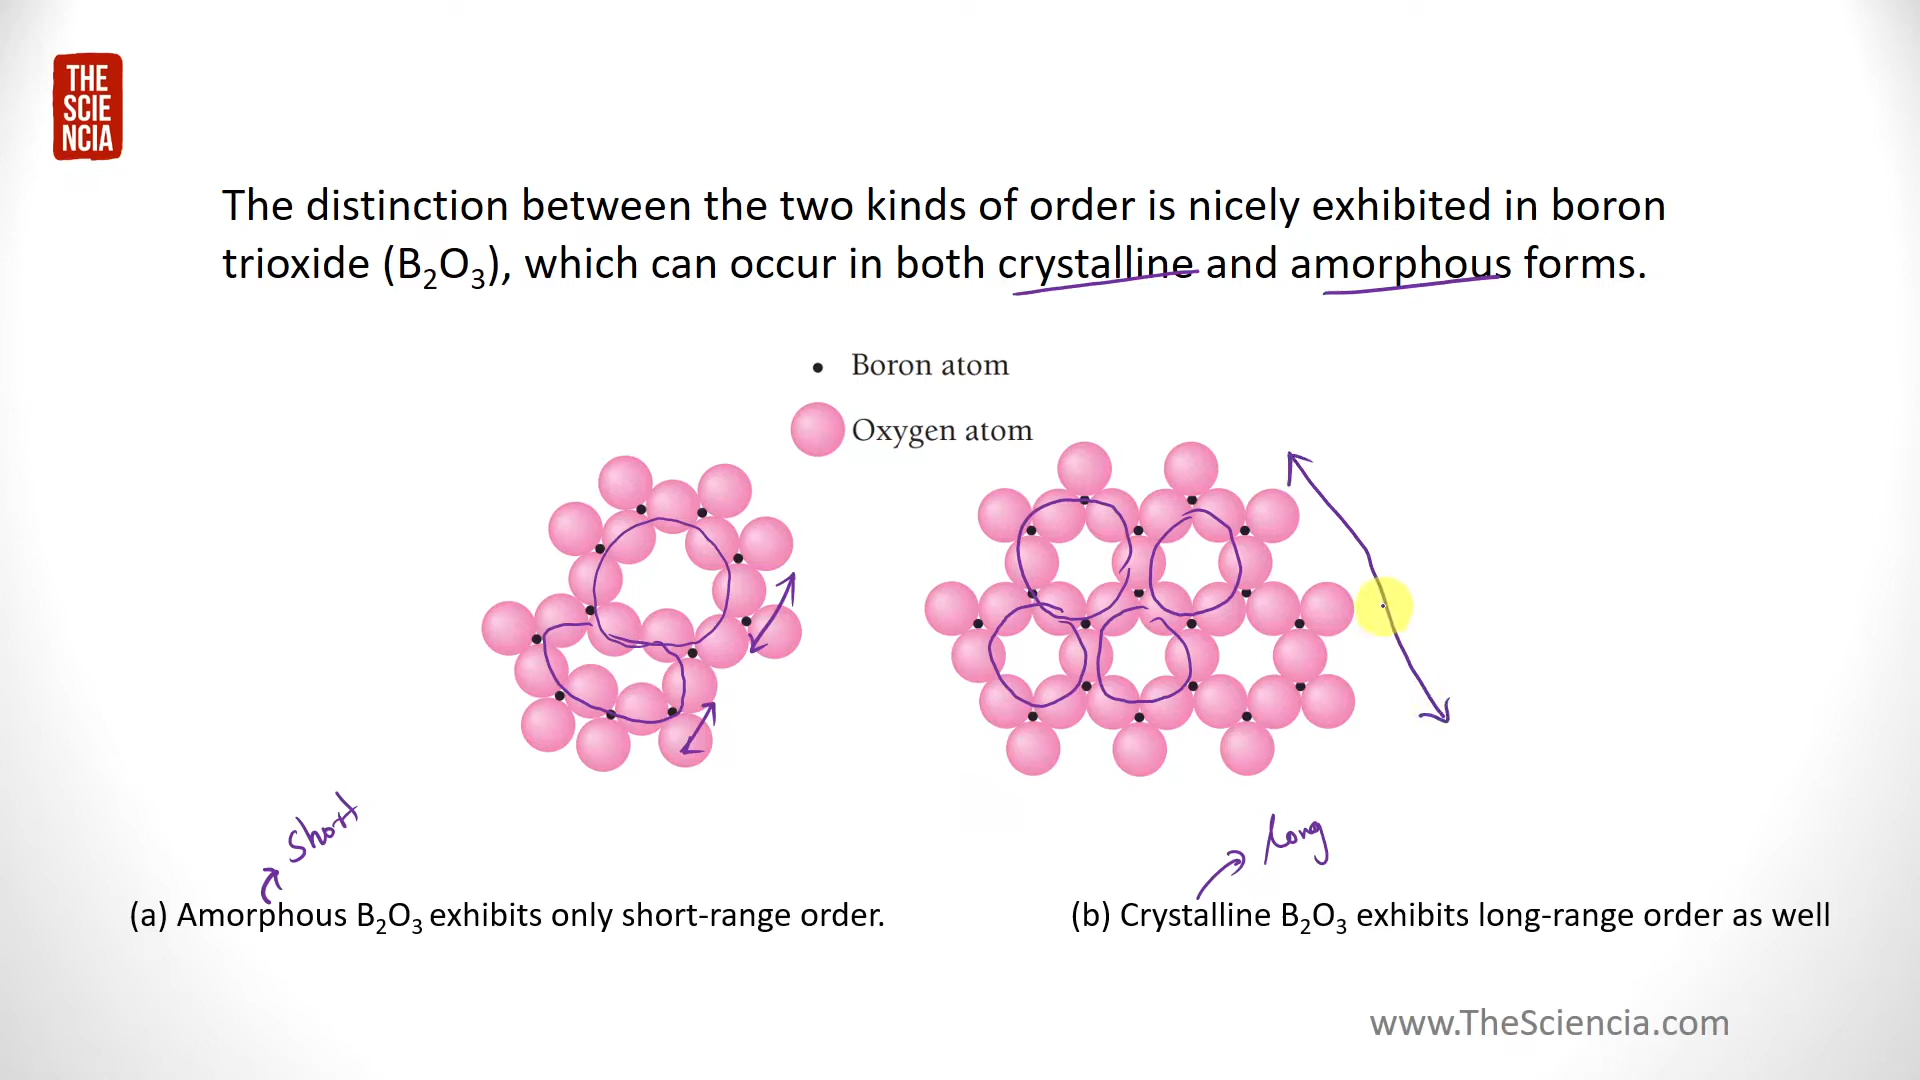 THE
SCIE
NCIA
The distinction between the two kinds of order is nicely exhibited in boron
trioxide (B₂O₃), which can occur in both crystalline and amorphous forms.
Boron atom
Oxygen atom
Short
Long
(a) Amorphous B₂O₃ exhibits only short-range order.
(b) Crystalline B₂O₃ exhibits long-range order as well
www.TheSciencia.com